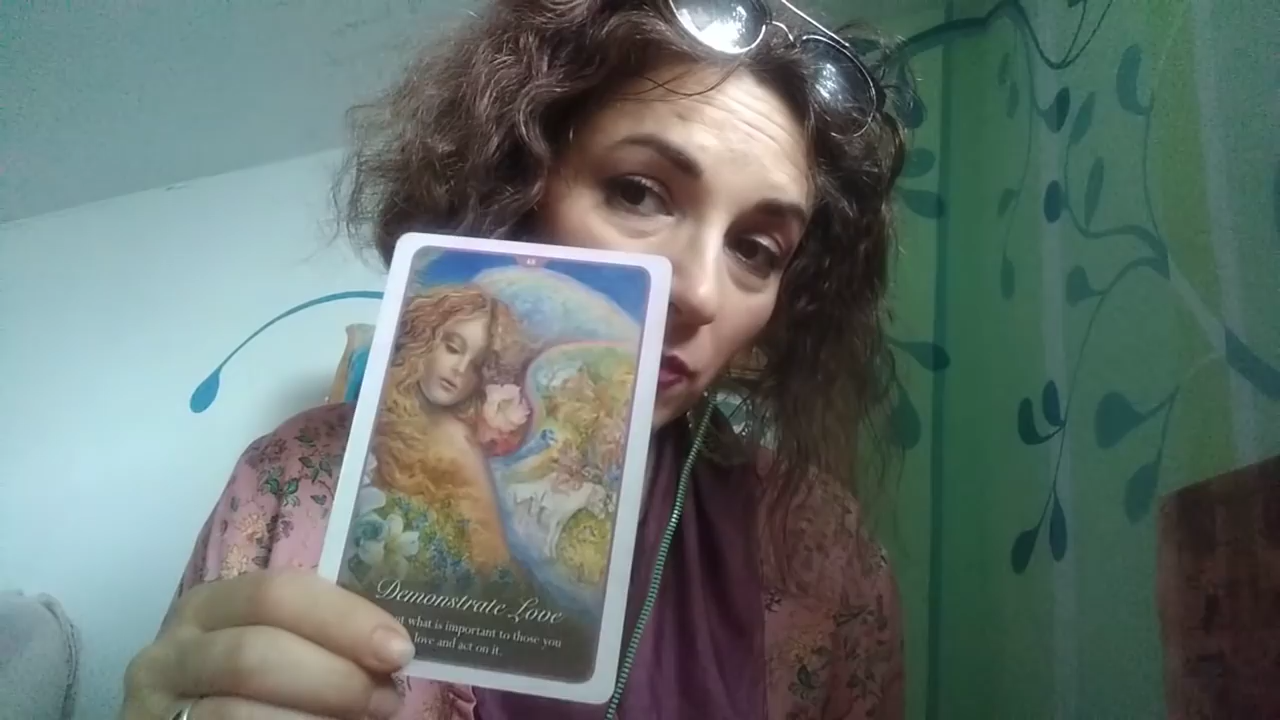 Demonstrate Love
what is important to those you
love and act on it.